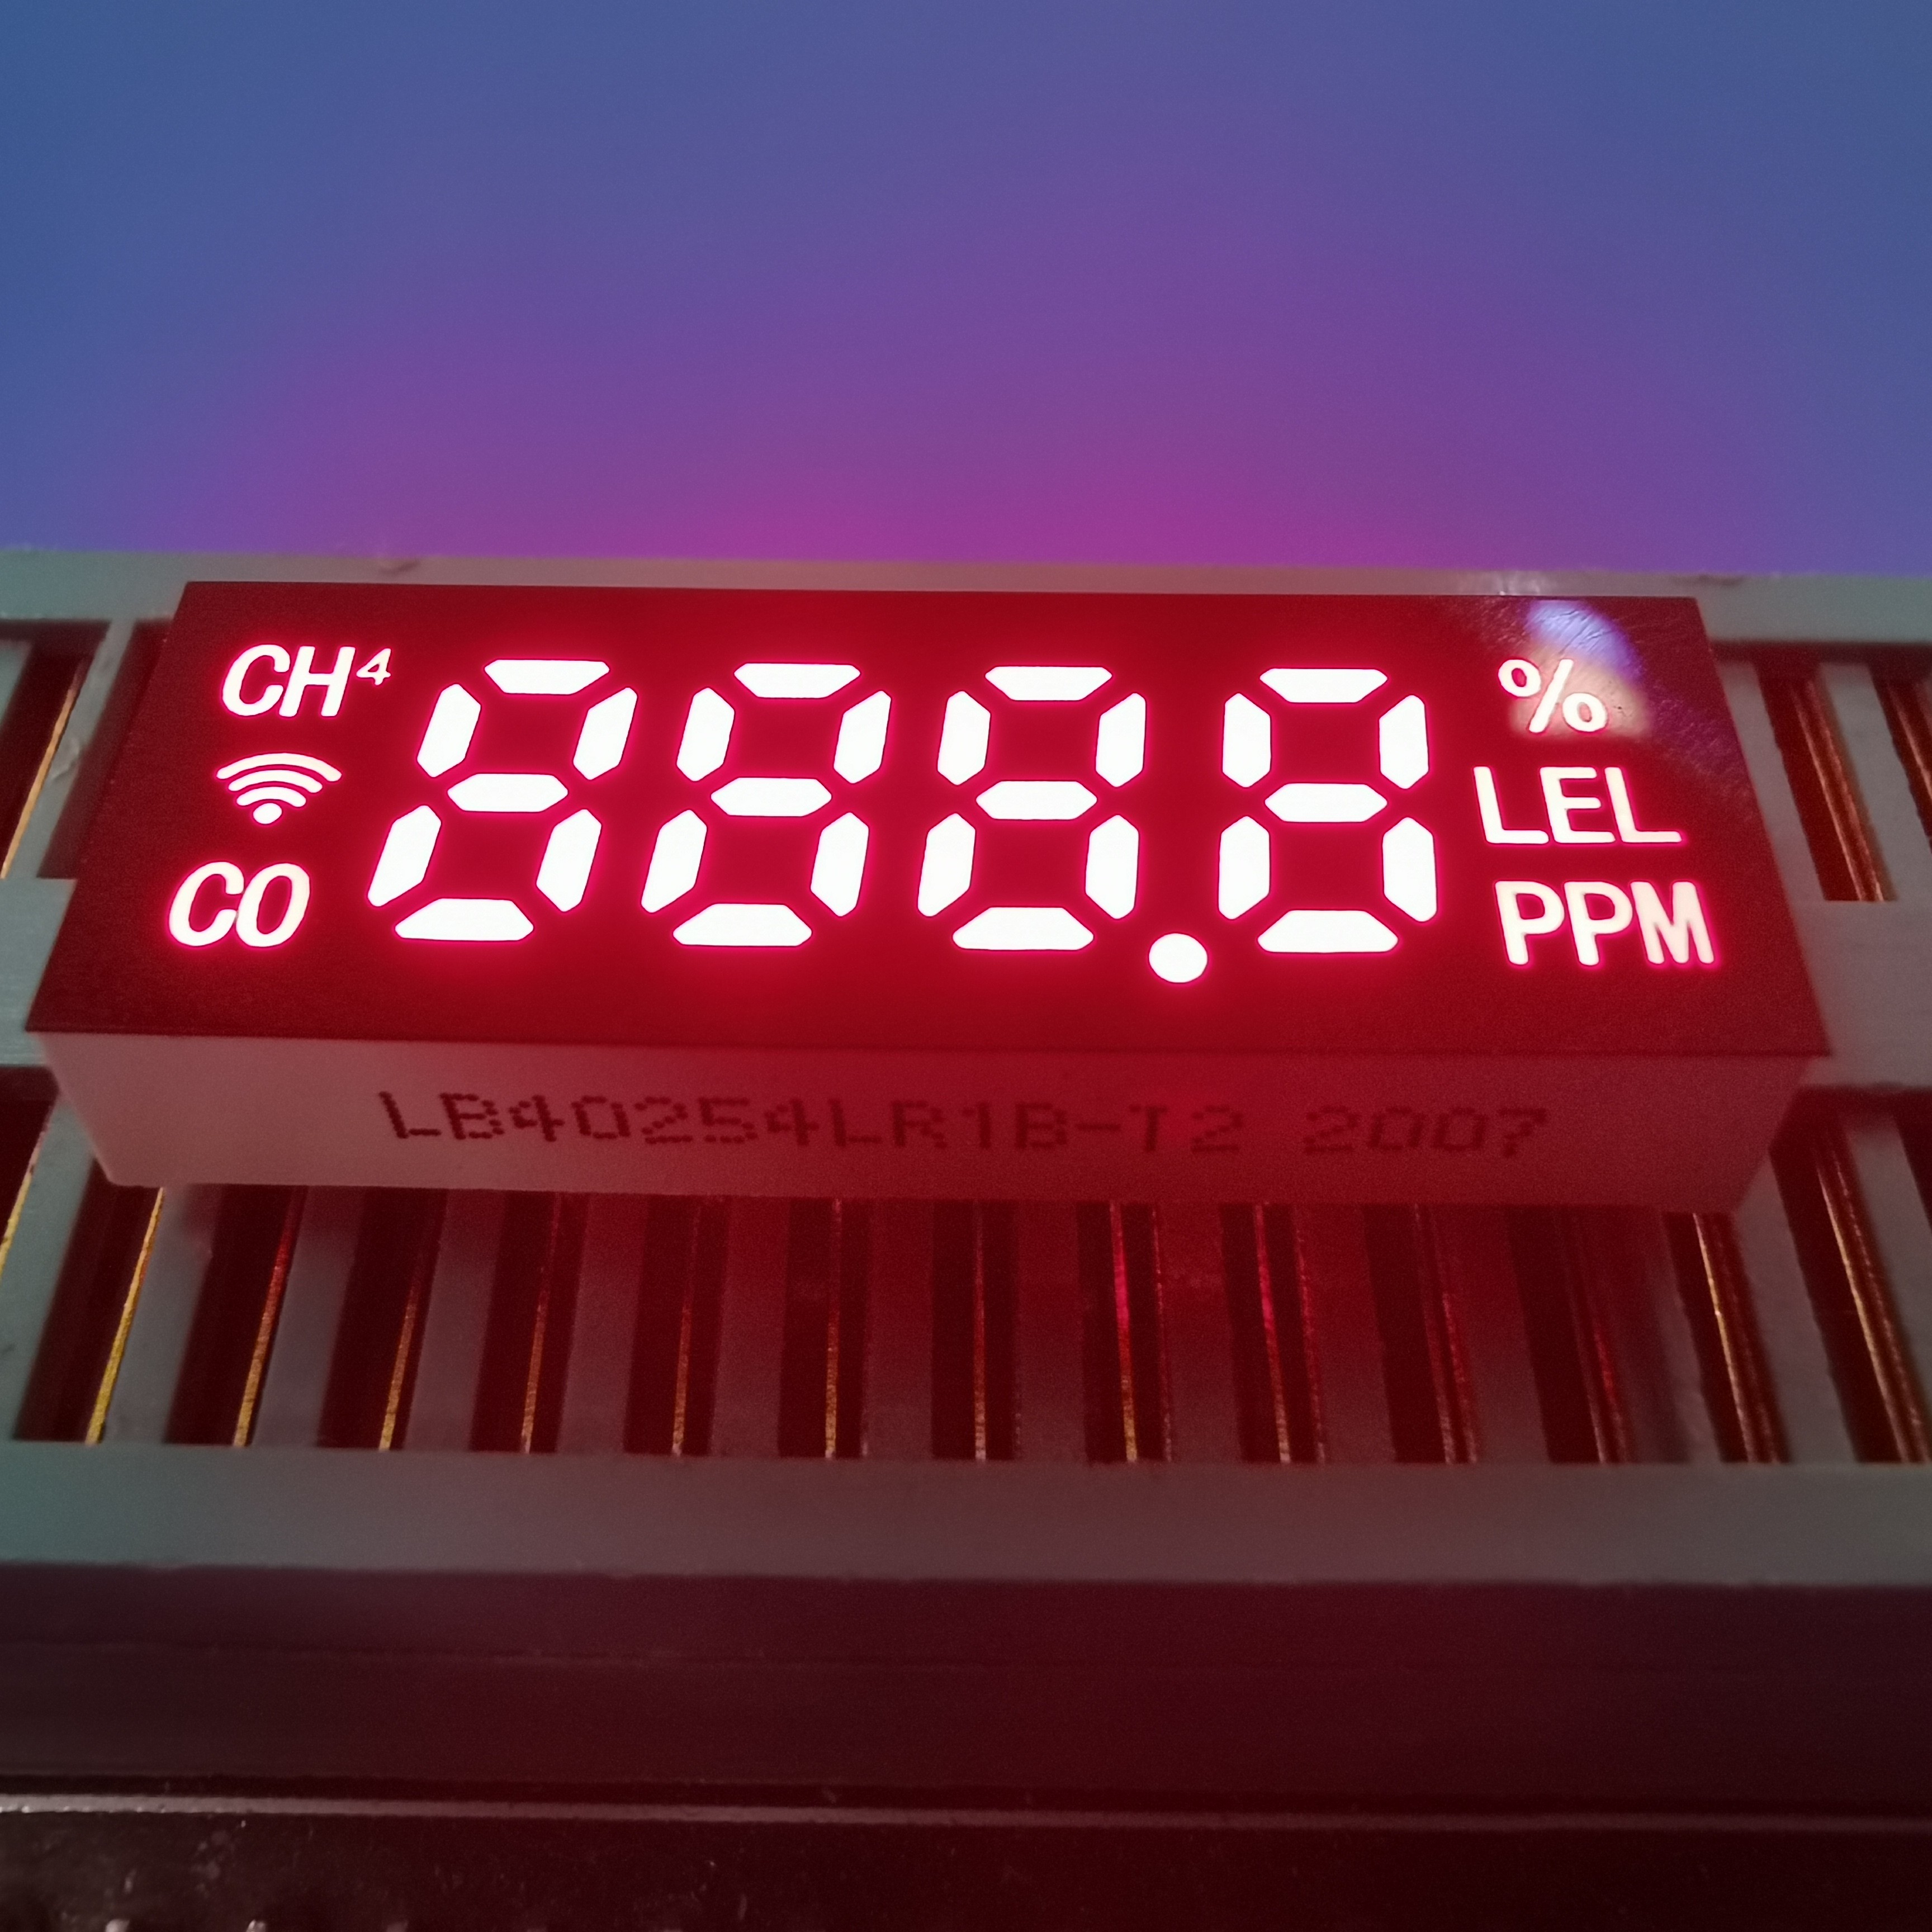 CH⁴
CO
888.8
%
LEL
PPM
LB40254LR1B-T2 2007